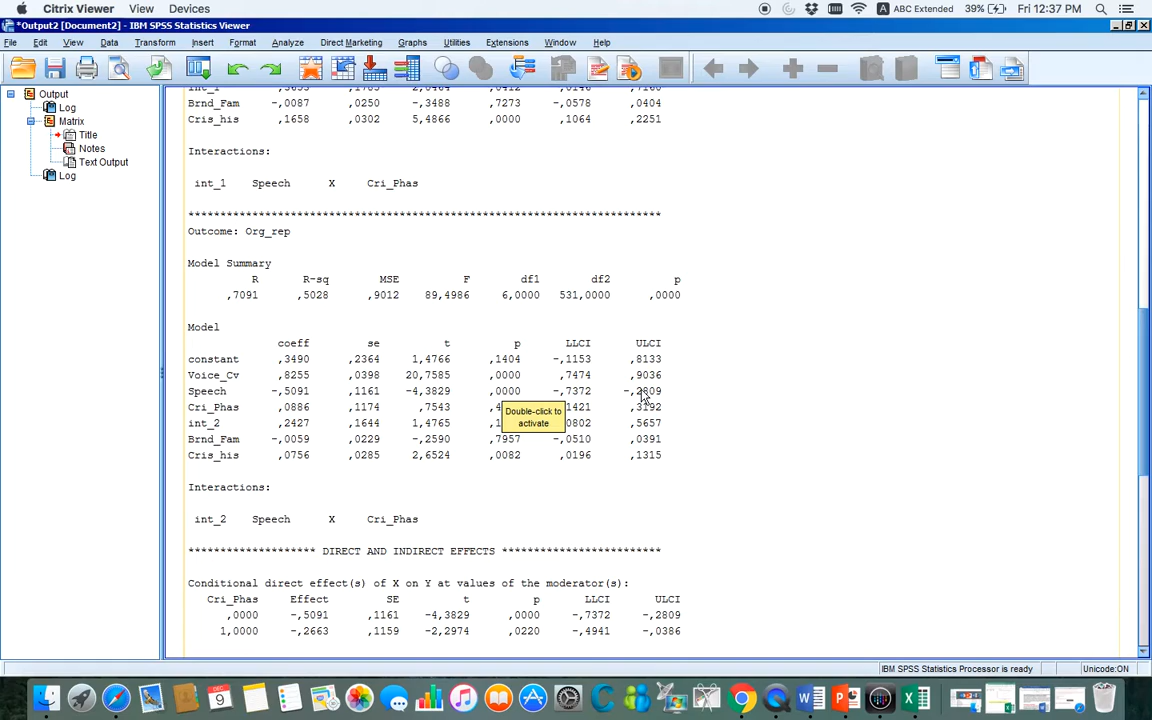 Citrix Viewer View Devices 39% ABC Extended Fri 12:37 PM
*Output2 [Document2] - IBM SPSS Statistics Viewer
File Edit View Data Transform Insert Format Analyze Direct Marketing Graphs Utilities Extensions Window Help
Output
Log
Matrix
Title
Notes
Text Output
Log
Brnd_Fam -,0087 ,0250 -,3488 ,7273 -,0578 ,0404
Cris_his ,1658 ,0302 5,4866 ,0000 ,1064 ,2251
Interactions:
int_1 Speech X Cri_Phas
*************************************************************************
Outcome: Org_rep
Model Summary
R R-sq MSE F df1 df2 p
,7091 ,5028 ,9012 89,4986 6,0000 531,0000 ,0000
Model
coeff se t p LLCI ULCI
constant ,3490 ,2364 1,4766 ,1404 -,1153 ,8133
Voice_Cv ,8255 ,0398 20,7585 ,0000 ,7474 ,9036
Speech -,5091 ,1161 -4,3829 ,0000 -,7372 -,2809
Cri_Phas ,0886 ,1174 ,7543 1421 ,3192
int_2 ,2427 ,1644 1,4765 0802 ,5657
Brnd_Fam -,0059 ,0229 -,2590 ,7957 -,0510 ,0391
Cris_his ,0756 ,0285 2,6524 ,0082 ,0196 ,1315
Double-click to
activate
Interactions:
int_2 Speech X Cri_Phas
******************** DIRECT AND INDIRECT EFFECTS *************************
Conditional direct effect(s) of X on Y at values of the moderator(s):
Cri_Phas Effect SE t p LLCI ULCI
,0000 -,5091 ,1161 -4,3829 ,0000 -,7372 -,2809
1,0000 -,2663 ,1159 -2,2974 ,0220 -,4941 -,0386
IBM SPSS Statistics Processor is ready Unicode:ON